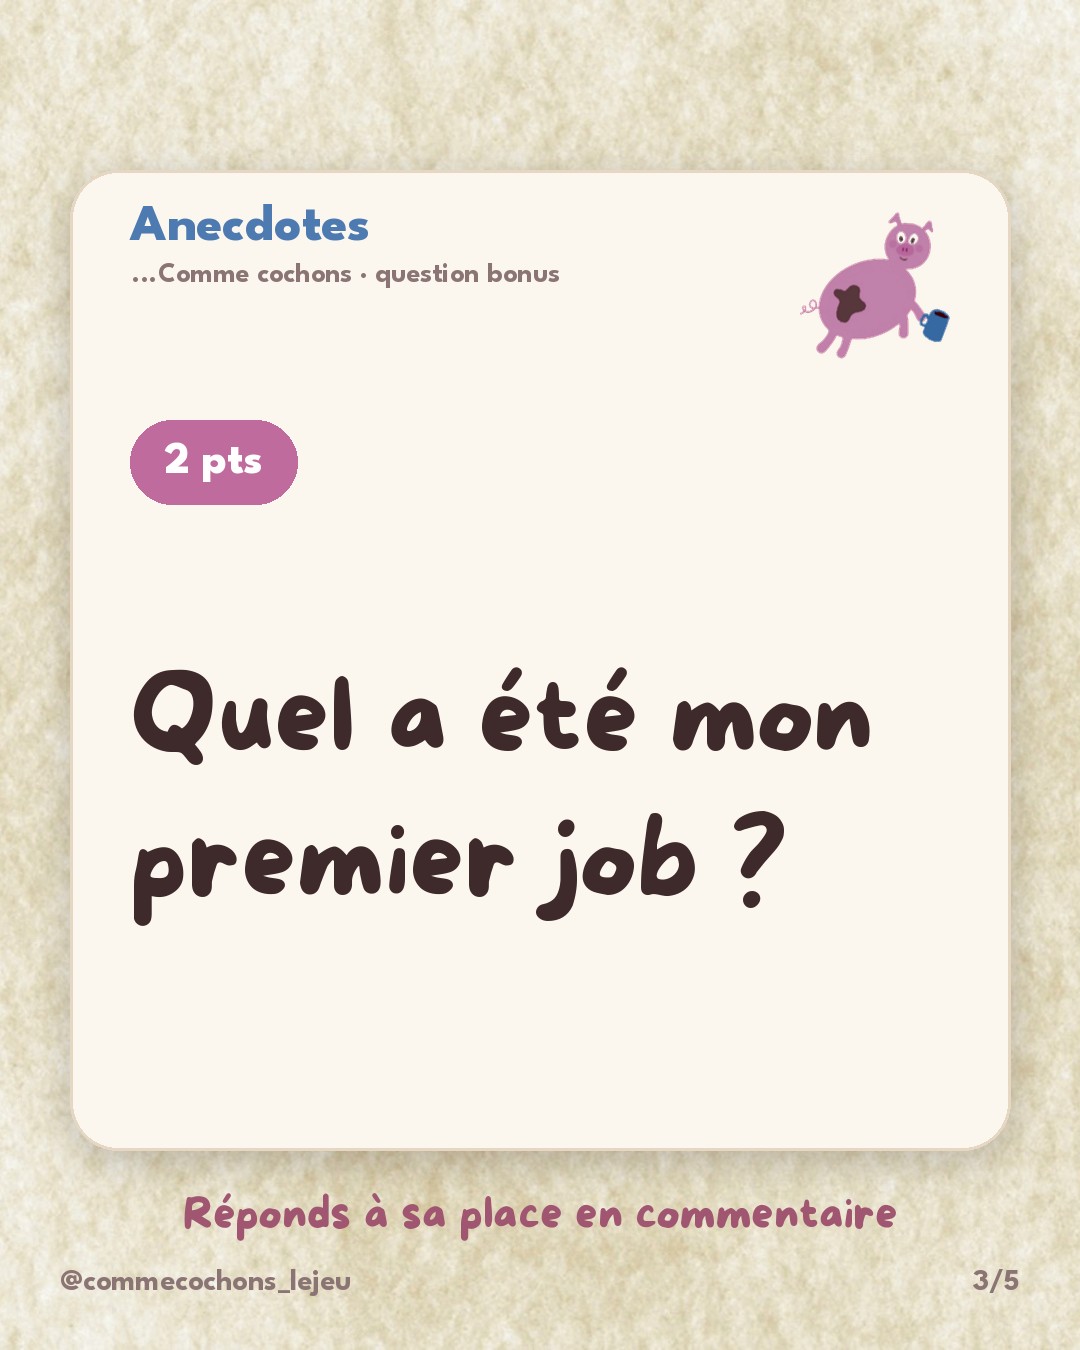 Anecdotes
...Comme cochons · question bonus
2 pts
Quel a été mon
premier job ?
Réponds à sa place en commentaire
@commecochons_lejeu
3/5